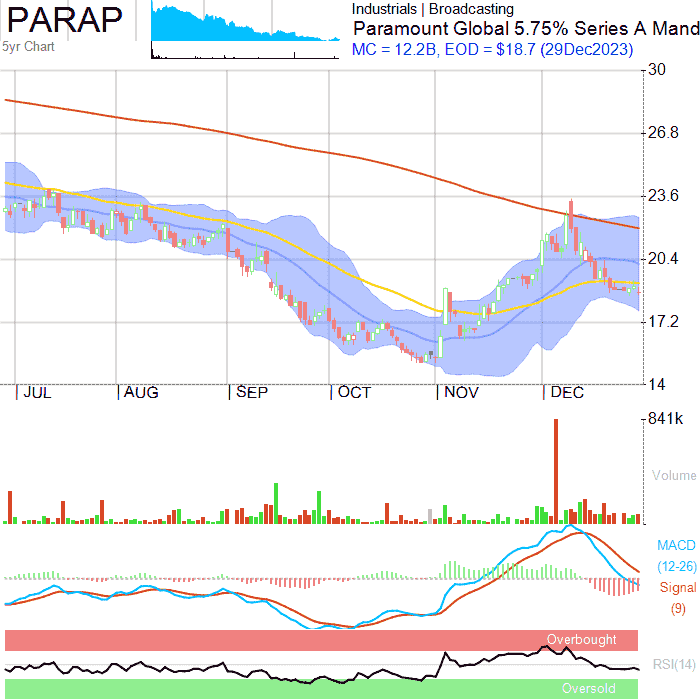 PARAP
5yr Chart
Industrials | Broadcasting
Paramount Global 5.75% Series A Mand
MC = 12.2B, EOD = $18.7 (29Dec2023)
30
26.8
23.6
20.4
17.2
14
JUL AUG SEP OCT NOV DEC
841k
Volume
MACD
(12-26)
Signal
(9)
Overbought
RSI(14)
Oversold